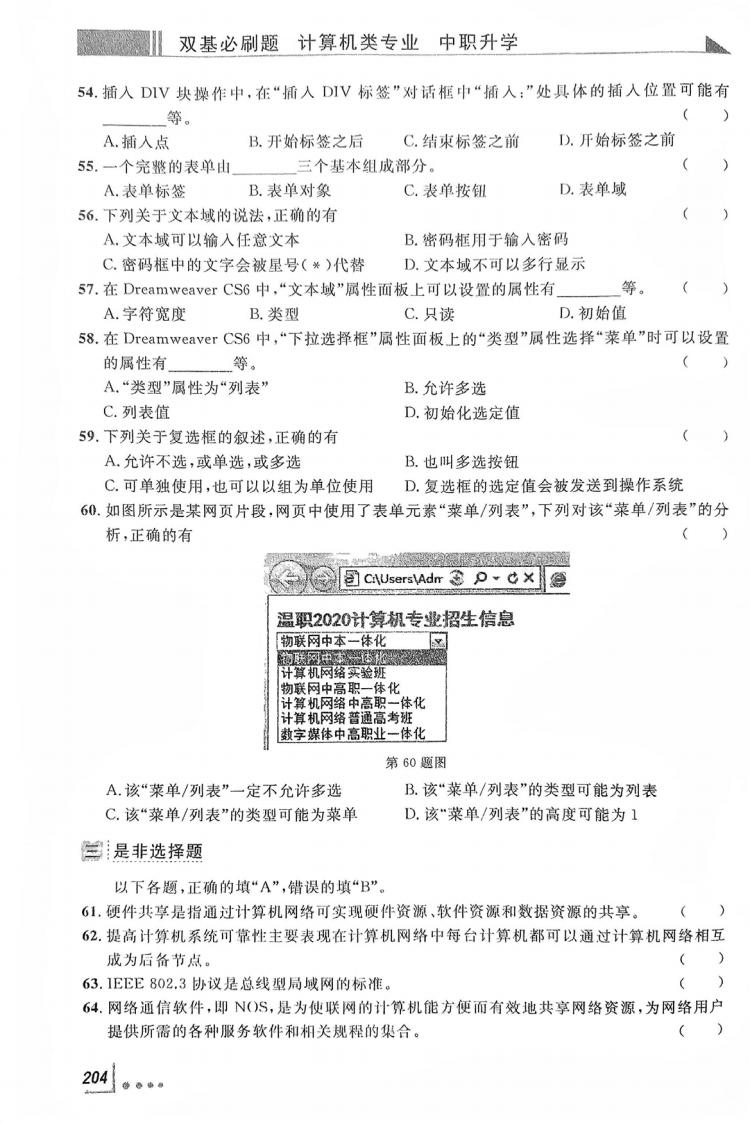 双基必刷题 计算机类专业 中职升学
54. 插入 DIV 块操作中,在“插入 DIV 标签”对话框中“插入:”处具体的插入位置可能有
________等。 ( )
A. 插入点 B. 开始标签之后 C. 结束标签之前 D. 开始标签之前
55. 一个完整的表单由________三个基本组成部分。 ( )
A. 表单标签 B. 表单对象 C. 表单按钮 D. 表单域
56. 下列关于文本域的说法,正确的有 ( )
A. 文本域可以输入任意文本 B. 密码框用于输入密码
C. 密码框中的文字会被星号(*)代替 D. 文本域不可以多行显示
57. 在 Dreamweaver CS6 中,“文本域”属性面板上可以设置的属性有________等。 ( )
A. 字符宽度 B. 类型 C. 只读 D. 初始值
58. 在 Dreamweaver CS6 中,“下拉选择框”属性面板上的“类型”属性选择“菜单”时可以设置
的属性有________等。 ( )
A. “类型”属性为“列表” B. 允许多选
C. 列表值 D. 初始化选定值
59. 下列关于复选框的叙述,正确的有 ( )
A. 允许不选,或单选,或多选 B. 也叫多选按钮
C. 可单独使用,也可以以组为单位使用 D. 复选框的选定值会被发送到操作系统
60. 如图所示是某网页片段,网页中使用了表单元素“菜单/列表”,下列对该“菜单/列表”的分
析,正确的有 ( )
C:\Users\Adm
温职2020计算机专业招生信息
物联网中本一体化
物联网中本一体化
计算机网络实验班
物联网中高职一体化
计算机网络中高职一体化
计算机网络普通高考班
数字媒体中高职业一体化
第 60 题图
A. 该“菜单/列表”一定不允许多选 B. 该“菜单/列表”的类型可能为列表
C. 该“菜单/列表”的类型可能为菜单 D. 该“菜单/列表”的高度可能为 1
三 是非选择题
以下各题,正确的填“A”,错误的填“B”。
61. 硬件共享是指通过计算机网络可实现硬件资源、软件资源和数据资源的共享。 ( )
62. 提高计算机系统可靠性主要表现在计算机网络中每台计算机都可以通过计算机网络相互
成为后备节点。 ( )
63. IEEE 802.3 协议是总线型局域网的标准。 ( )
64. 网络通信软件,即 NOS,是为使联网的计算机能方便而有效地共享网络资源,为网络用户
提供所需的各种服务软件和相关规程的集合。 ( )
204